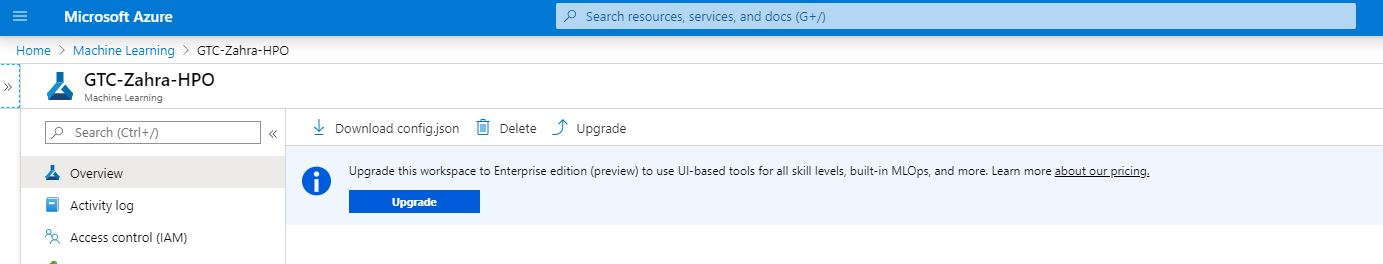 Microsoft Azure
Search resources, services, and docs (G+/)
Home > Machine Learning > GTC-Zahra-HPO
»
GTC-Zahra-HPO
Machine Learning
Search (Ctrl+/)
«
Download config.json Delete Upgrade
Overview
Activity log
Access control (IAM)
Upgrade this workspace to Enterprise edition (preview) to use UI-based tools for all skill levels, built-in MLOps, and more. Learn more about our pricing.
Upgrade